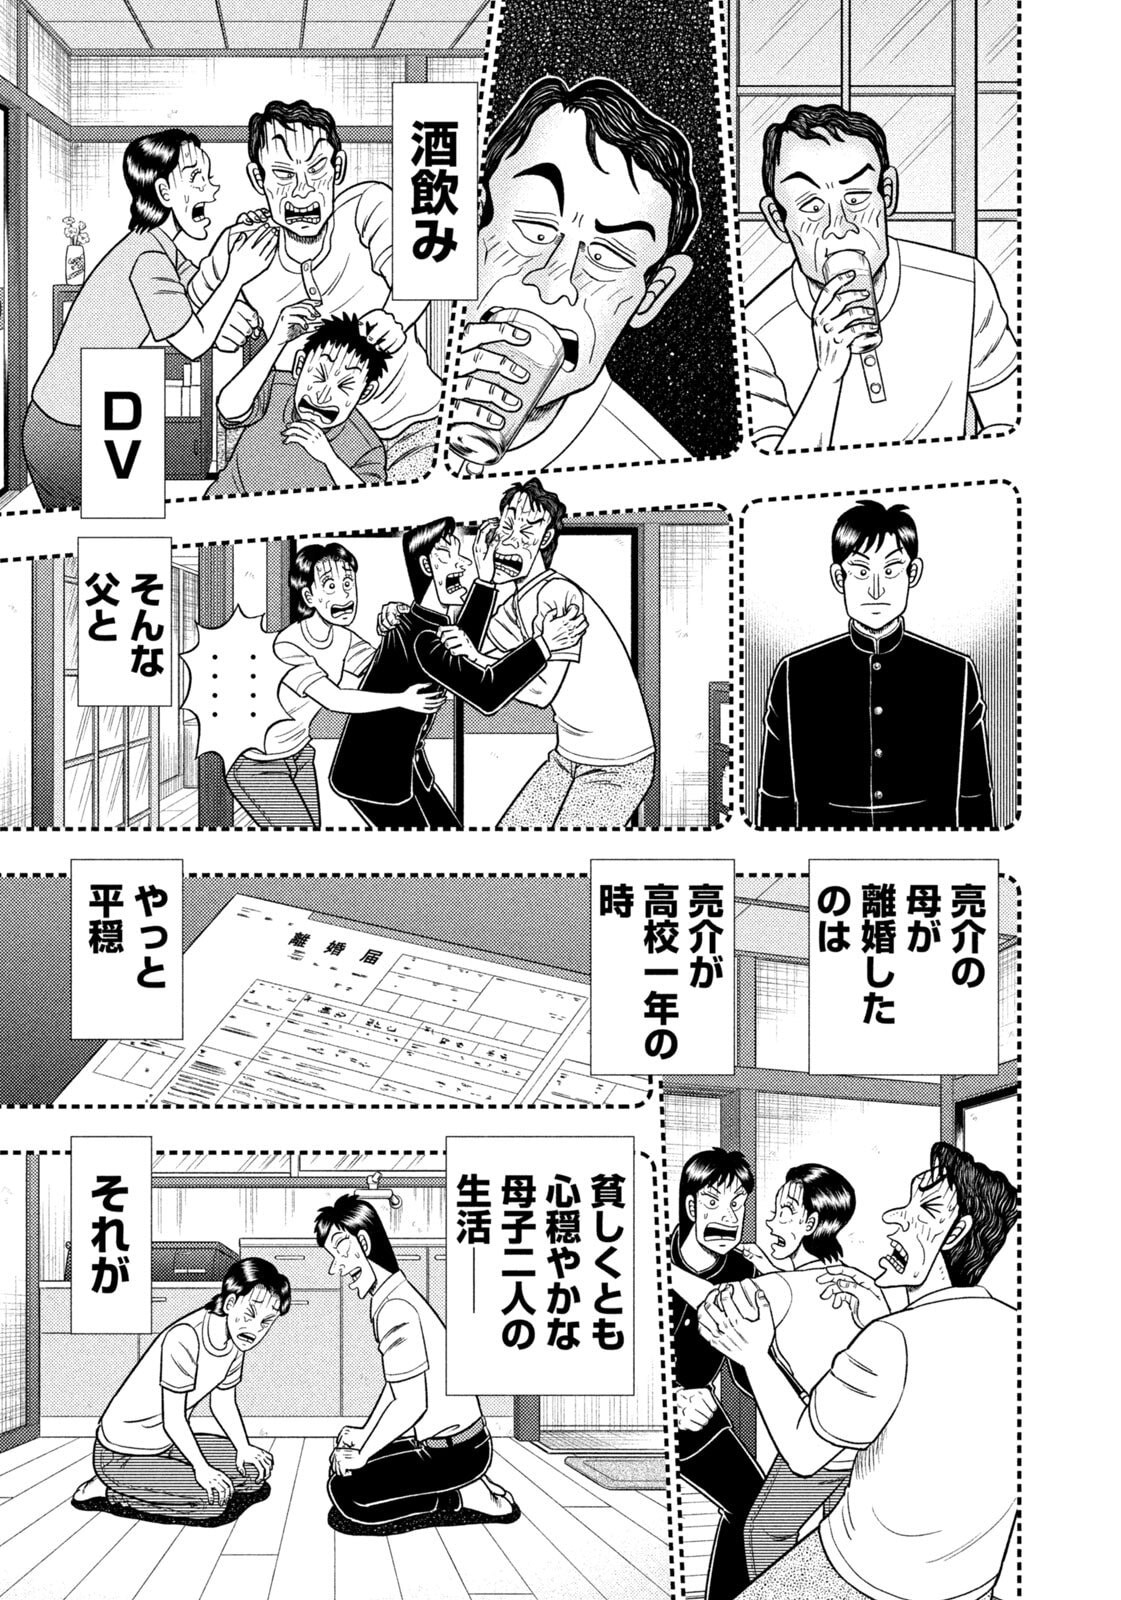 酒飲み
DV
そんな
父と
………
亮介の
母が
離婚した
のは
亮介が
高校一年の
時
離婚届
やっと
平穏
貧しくとも
心穏やかな
母子二人の
生活――
それが